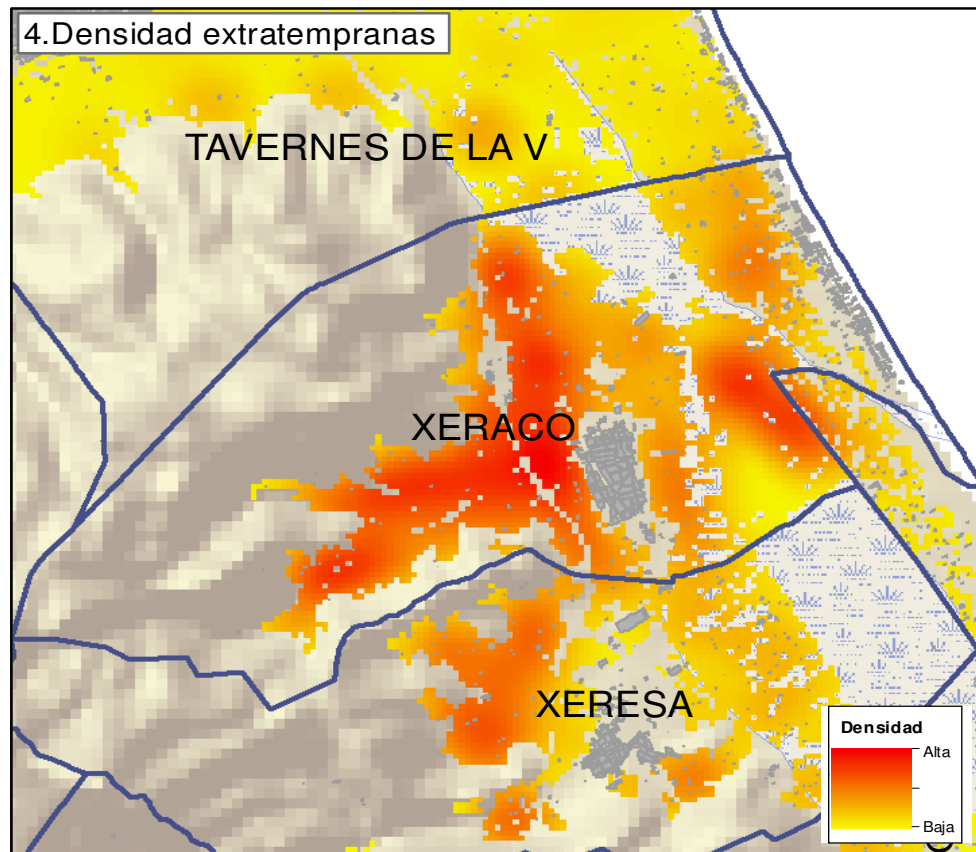 4.Densidad extratempranas
TAVERNES DE LA V
XERACO
XERESA
Densidad
Alta
Baja